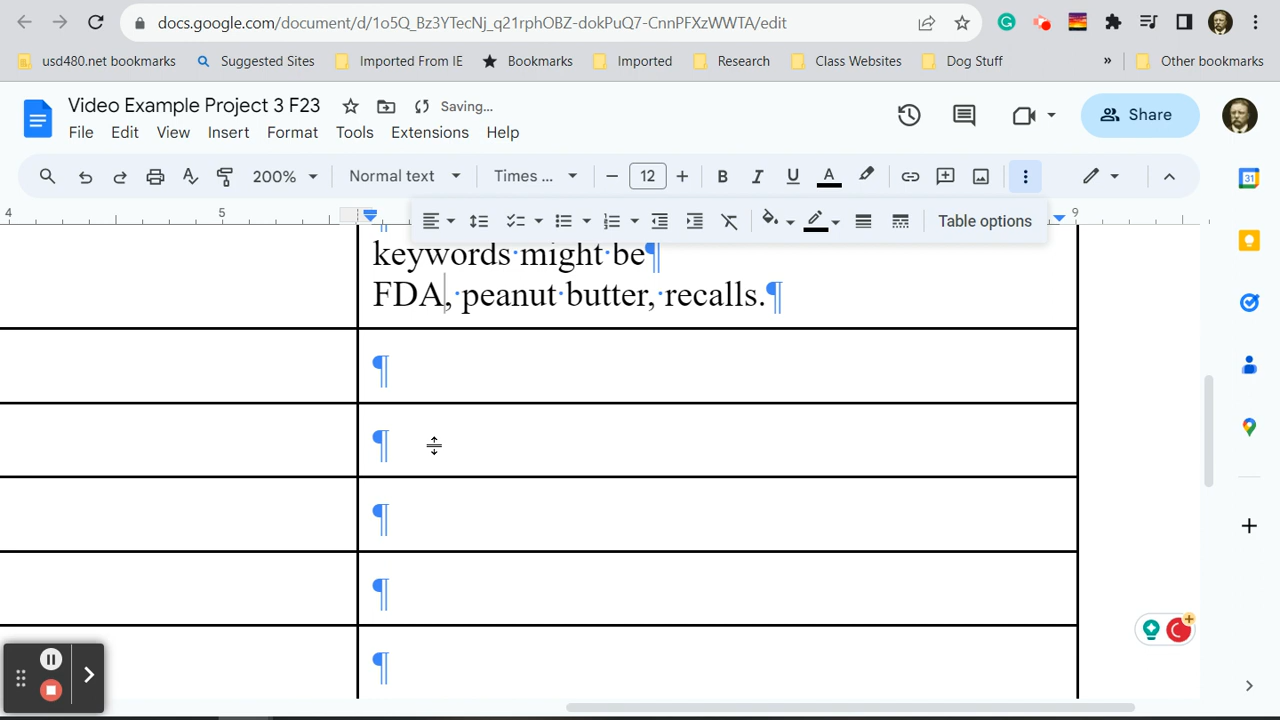 docs.google.com/document/d/1o5Q_Bz3YTecNj_q21rphOBZ-dokPuQ7-CnnPFXzWWTA/edit
usd480.net bookmarks Suggested Sites Imported From IE Bookmarks Imported Research Class Websites Dog Stuff » Other bookmarks
Video Example Project 3 F23 Saving...
Share
File Edit View Insert Format Tools Extensions Help
200% Normal text Times ... 12 B I U A
Table options
4 5 9
31
keywords·might·be¶
FDA,·peanut·butter,·recalls.¶
¶
¶
¶
¶
¶